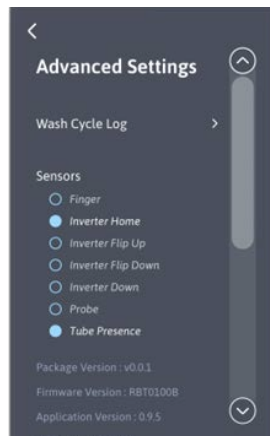 Advanced Settings
Wash Cycle Log
Sensors
Finger
Inverter Home
Inverter Flip Up
Inverter Flip Down
Inverter Down
Probe
Tube Presence
Package Version : v0.0.1
Firmware Version : RBT0100B
Application Version : 0.9.5